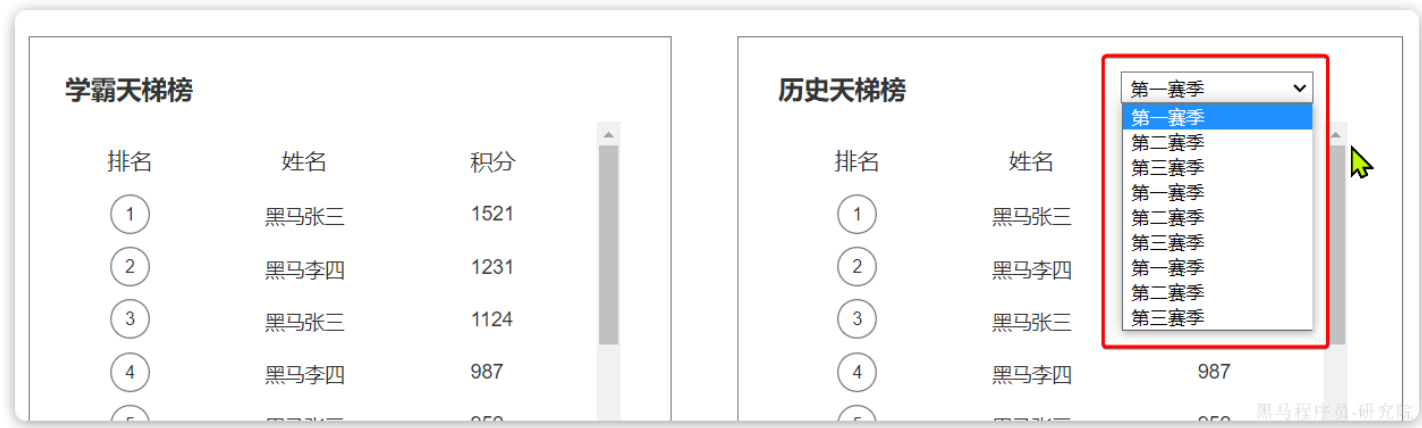 学霸天梯榜
排名 姓名 积分
1 黑马张三 1521
2 黑马李四 1231
3 黑马张三 1124
4 黑马李四 987
历史天梯榜
第一赛季
第一赛季
第二赛季
第三赛季
第一赛季
第二赛季
第三赛季
第一赛季
第二赛季
第三赛季
排名 姓名
1 黑马张三
2 黑马李四
3 黑马张三
4 黑马李四 987
黑马程序员-研究院